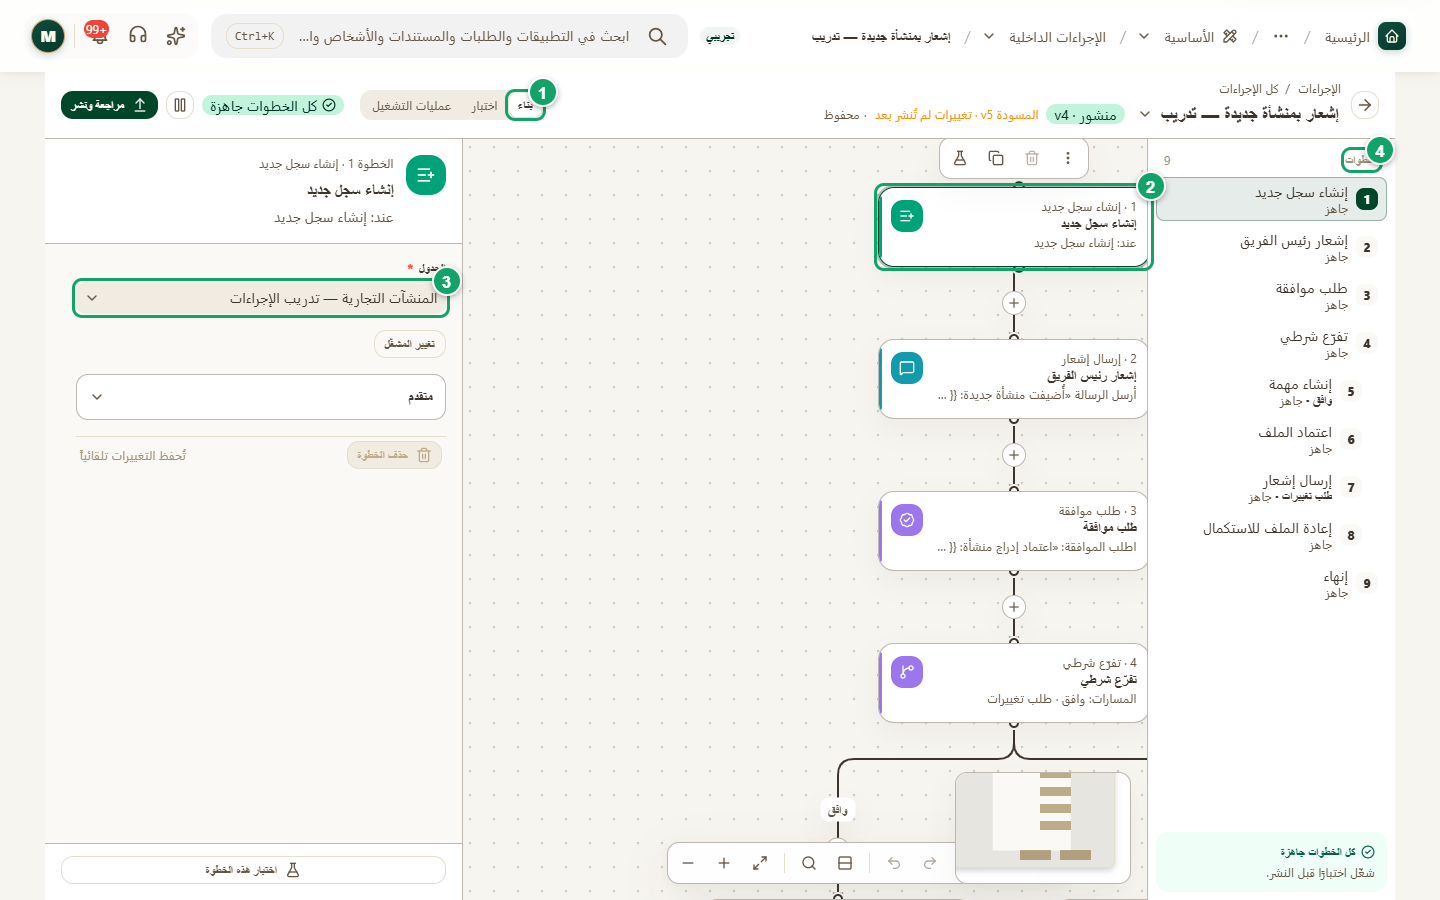 الرئيسية / ··· / الأساسية / الإجراءات الداخلية / إشعار بمنشأة جديدة — تدريب
تجريبي
ابحث في التطبيقات والطلبات والمستندات والأشخاص وا...
Ctrl+K
99+
M
الإجراءات / كل الإجراءات
إشعار بمنشأة جديدة — تدريب
منشور · v4
المسودة v5 · تغييرات لم تُنشر بعد
· محفوظ
بناء
1
اختبار
عمليات التشغيل
كل الخطوات جاهزة
مراجعة ونشر
4
9
1
إنشاء سجل جديد
جاهز
2
إشعار رئيس الفريق
جاهز
3
طلب موافقة
جاهز
4
تفرّع شرطي
جاهز
5
إنشاء مهمة
وافق - جاهز
6
اعتماد الملف
جاهز
7
إرسال إشعار
طلب تغييرات - جاهز
8
إعادة الملف للاستكمال
جاهز
9
إنهاء
جاهز
كل الخطوات جاهزة
شغّل اختبارًا قبل النشر.
2
1 · إنشاء سجل جديد
إنشاء سجل جديد
عند: إنشاء سجل جديد
2 · إرسال إشعار
إشعار رئيس الفريق
أرسل الرسالة «أضيفت منشأة جديدة: {{ ...
3 · طلب موافقة
طلب موافقة
اطلب الموافقة: «اعتماد إدراج منشأة: {{ ...
4 · تفرّع شرطي
تفرّع شرطي
المسارات: وافق · طلب تغييرات
وافق
الخطوة 1 · إنشاء سجل جديد
إنشاء سجل جديد
عند: إنشاء سجل جديد
الجدول *
3
المنشآت التجارية — تدريب الإجراءات
تغيير المشغّل
متقدم
حذف الخطوة
تُحفظ التغييرات تلقائياً
اختبار هذه الخطوة